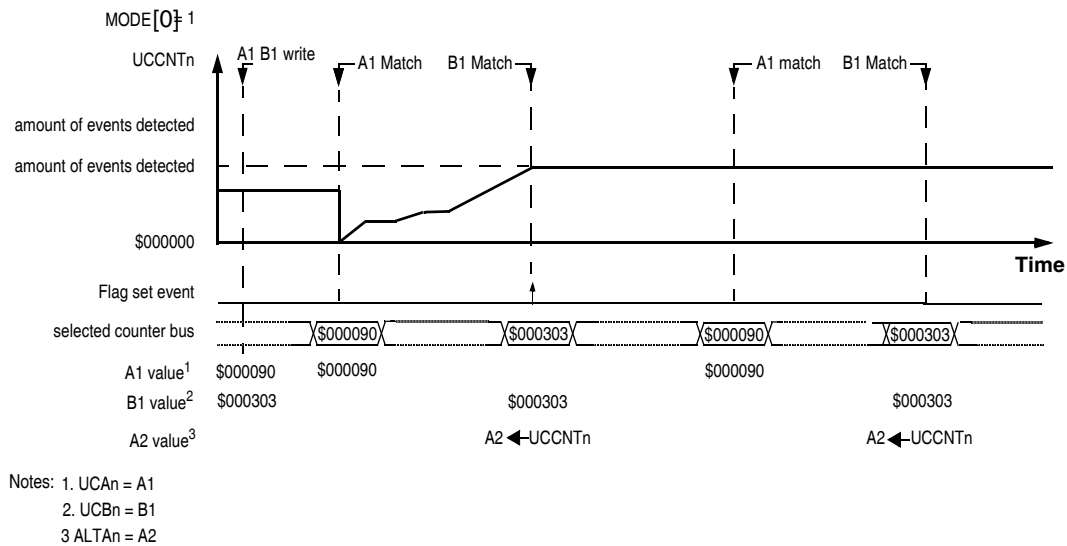 MODE[0]= 1
UCCNTn
A1 B1 write
A1 Match
B1 Match
A1 match
B1 Match
amount of events detected
amount of events detected
$000000
Time
Flag set event
selected counter bus
$000090
$000303
$000090
$000303
A1 value1 $000090 $000090 $000090
B1 value2 $000303 $000303 $000303
A2 value3 A2 UCCNTn A2 UCCNTn
Notes: 1. UCAn = A1
2. UCBn = B1
3 ALTAn = A2